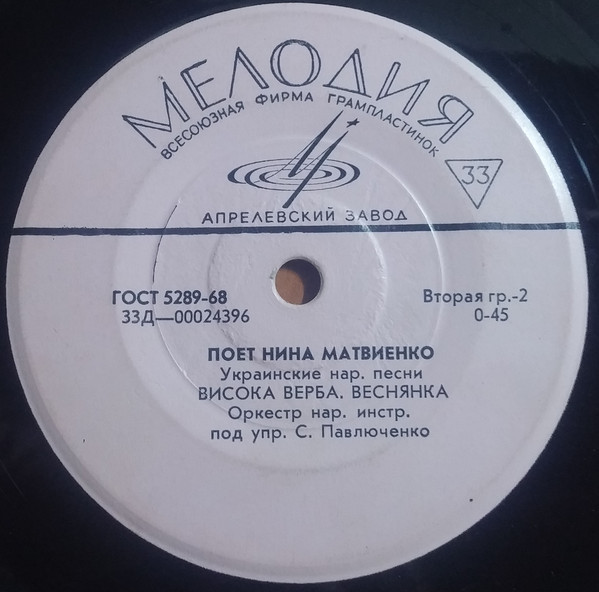 МЕЛОДИЯ
ВСЕСОЮЗНАЯ ФИРМА ГРАМПЛАСТИНОК
33
АПРЕЛЕВСКИЙ ЗАВОД
ГОСТ 5289-68
33Д—00024396
Вторая гр.-2
0-45
ПОЕТ НИНА МАТВИЕНКО
Украинские нар. песни
ВИСОКА ВЕРБА. ВЕСНЯНКА
Оркестр нар. инстр.
под упр. С. Павлюченко